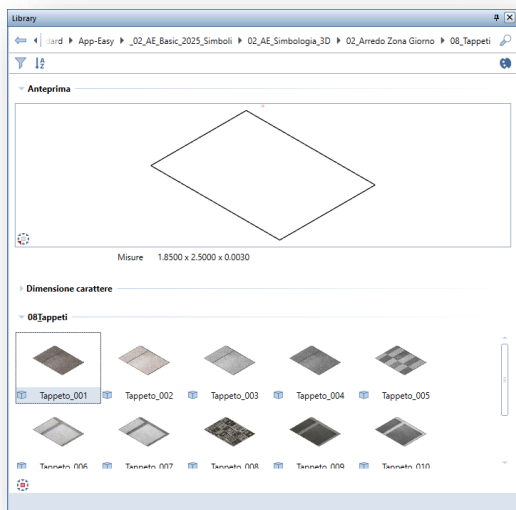 Library
App-Easy _02_AE_Basic_2025_Simboli 02_AE_Simbologia_3D 02_Arredo Zona Giorno 08_Tappeti
Anteprima
Misure 1.8500 x 2.5000 x 0.0030
Dimensione carattere
08_Tappeti
Tappeto_001 Tappeto_002 Tappeto_003 Tappeto_004 Tappeto_005
Tappeto_006 Tappeto_007 Tappeto_008 Tappeto_009 Tappeto_010